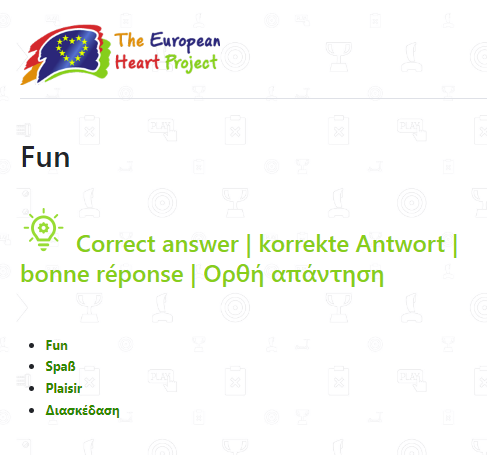 The European
Heart Project
Fun
Correct answer | korrekte Antwort |
bonne réponse | Ορθή απάντηση
Fun
Spaß
Plaisir
Διασκέδαση